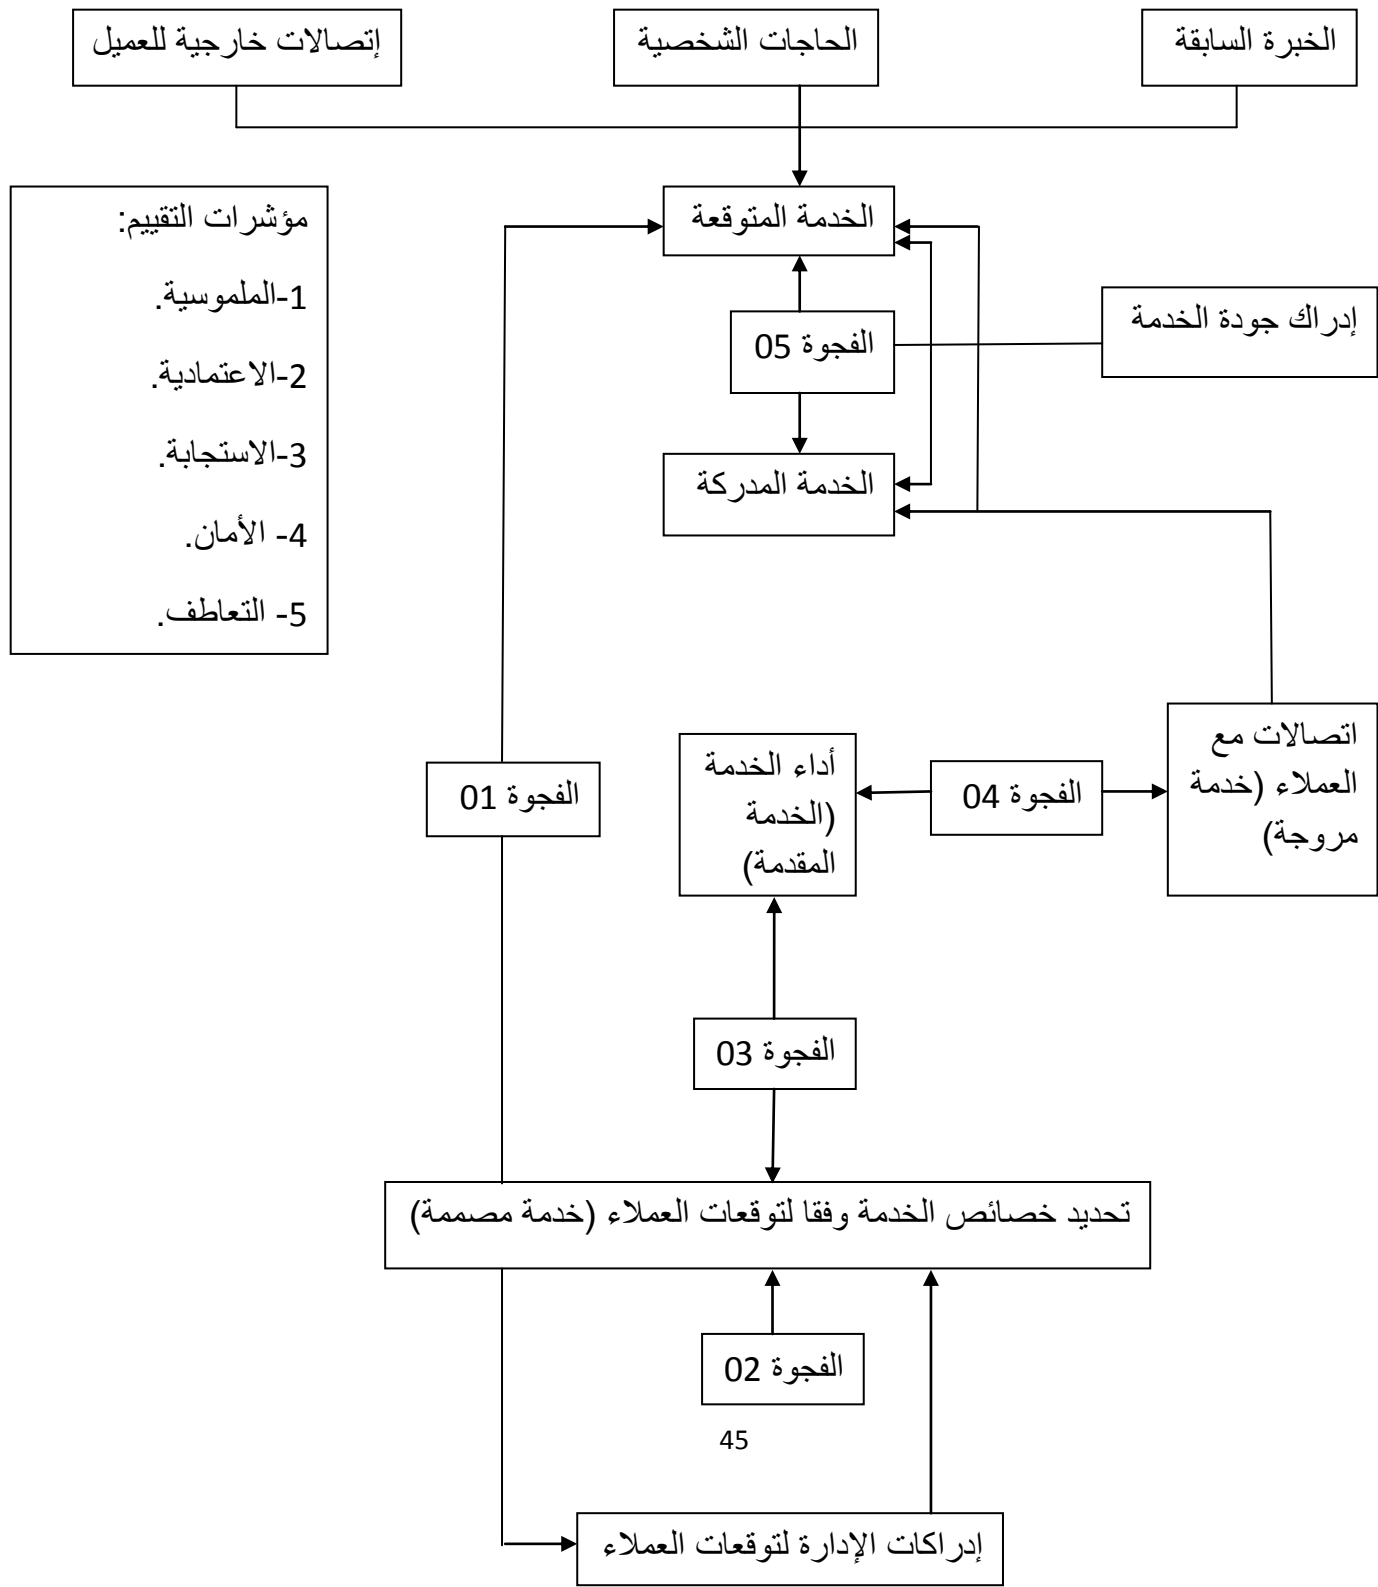 الخبرة السابقة
الحاجات الشخصية
إتصالات خارجية للعميل
الخدمة المتوقعة
مؤشرات التقييم:
1-الملموسية.
2-الاعتمادية.
3-الاستجابة.
4- الأمان.
5- التعاطف.
إدراك جودة الخدمة
الفجوة 05
الخدمة المدركة
اتصالات مع
العملاء (خدمة
مروجة)
الفجوة 04
أداء الخدمة
(الخدمة
المقدمة)
الفجوة 01
الفجوة 03
تحديد خصائص الخدمة وفقا لتوقعات العملاء (خدمة مصممة)
الفجوة 02
45
إدراكات الإدارة لتوقعات العملاء